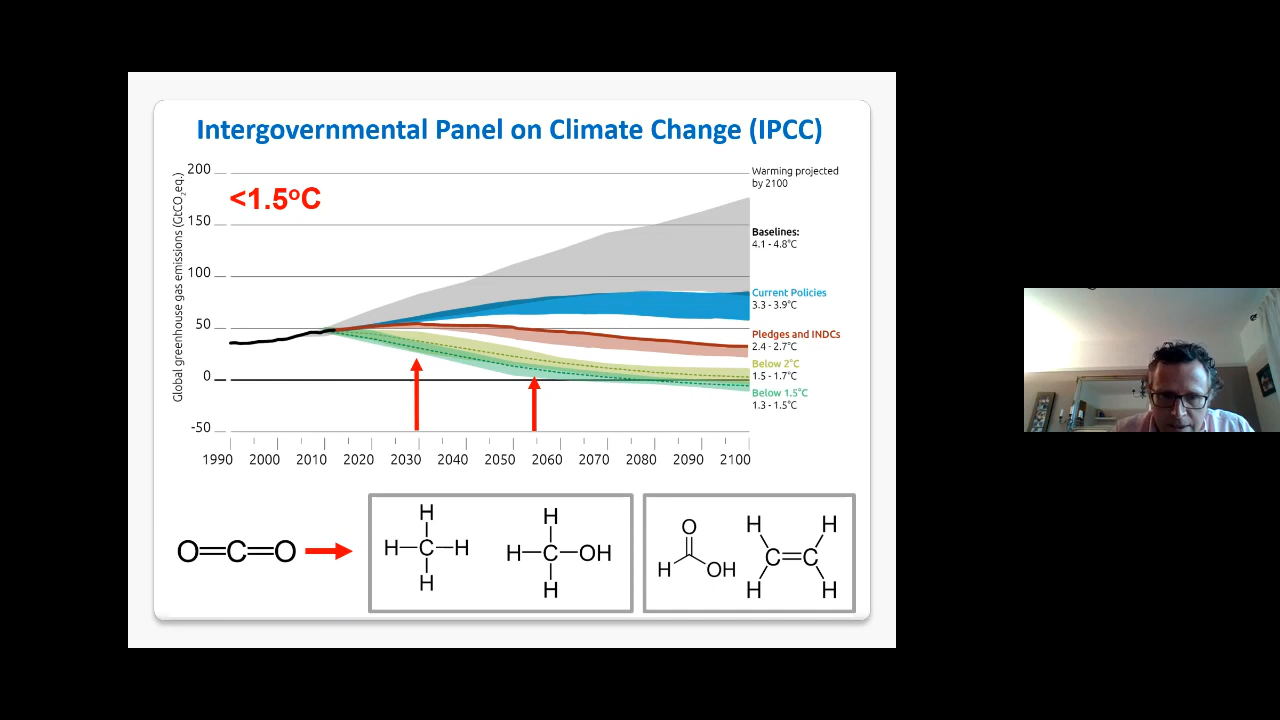 Intergovernmental Panel on Climate Change (IPCC)
Global greenhouse gas emissions (GtCO₂eq.)
200
150
100
50
0
-50
<1.5ºC
Warming projected
by 2100
Baselines:
4.1 - 4.8°C
Current Policies
3.3 - 3.9°C
Pledges and INDCs
2.4 - 2.7°C
Below 2°C
1.5 - 1.7°C
Below 1.5°C
1.3 - 1.5°C
1990 2000 2010 2020 2030 2040 2050 2060 2070 2080 2090 2100
O=C=O
H
H-C-H
H
H
H-C-OH
H
O
H OH
H H
C=C
H H